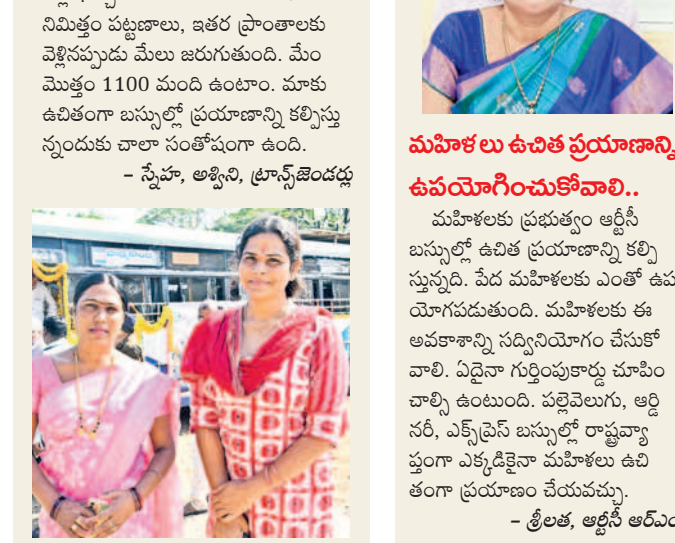 నిమిత్తం పట్టణాలు, ఇతర ప్రాంతాలకు
వెళ్లినప్పుడు మేలు జరుగుతుంది. మేం
మొత్తం 1100 మంది ఉంటాం. మాకు
ఉచితంగా బస్సుల్లో ప్రయాణాన్ని కల్పిస్తు
న్నందుకు చాలా సంతోషంగా ఉంది.
– స్నేహ, అశ్విని, ట్రాన్స్‌జెండర్లు
మహిళలు ఉచిత ప్రయాణాన్ని
ఉపయోగించుకోవాలి..
మహిళలకు ప్రభుత్వం ఆర్టీసీ
బస్సుల్లో ఉచిత ప్రయాణాన్ని కల్పి
స్తున్నది. పేద మహిళలకు ఎంతో ఉప
యోగపడుతుంది. మహిళలకు ఈ
అవకాశాన్ని సద్వినియోగం చేసుకో
వాలి. ఏదైనా గుర్తింపుకార్డు చూపిం
చాల్సి ఉంటుంది. పల్లెవెలుగు, ఆర్డి
నరీ, ఎక్స్‌ప్రెస్ బస్సుల్లో రాష్ట్రవ్యా
ప్తంగా ఎక్కడికైనా మహిళలు ఉచి
తంగా ప్రయాణం చేయవచ్చు.
– శ్రీలత, ఆర్టీసీ ఆర్ఎం